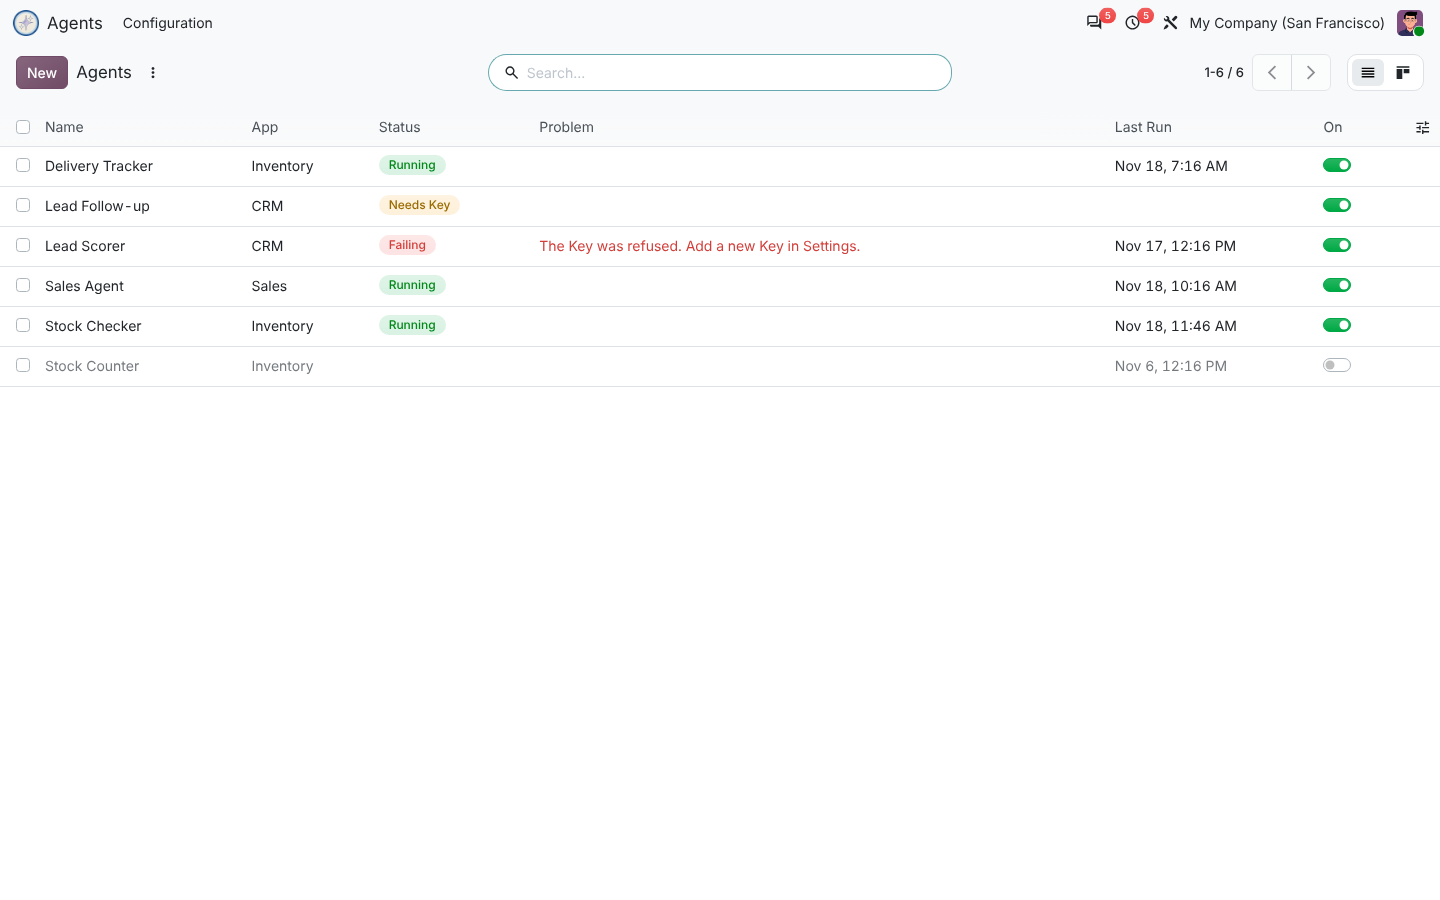 Agents Configuration 5 5 My Company (San Francisco)
New Agents Search... 1-6 / 6
Name App Status Problem Last Run On
Delivery Tracker Inventory Running Nov 18, 7:16 AM
Lead Follow-up CRM Needs Key
Lead Scorer CRM Failing The Key was refused. Add a new Key in Settings. Nov 17, 12:16 PM
Sales Agent Sales Running Nov 18, 10:16 AM
Stock Checker Inventory Running Nov 18, 11:46 AM
Stock Counter Inventory Nov 6, 12:16 PM